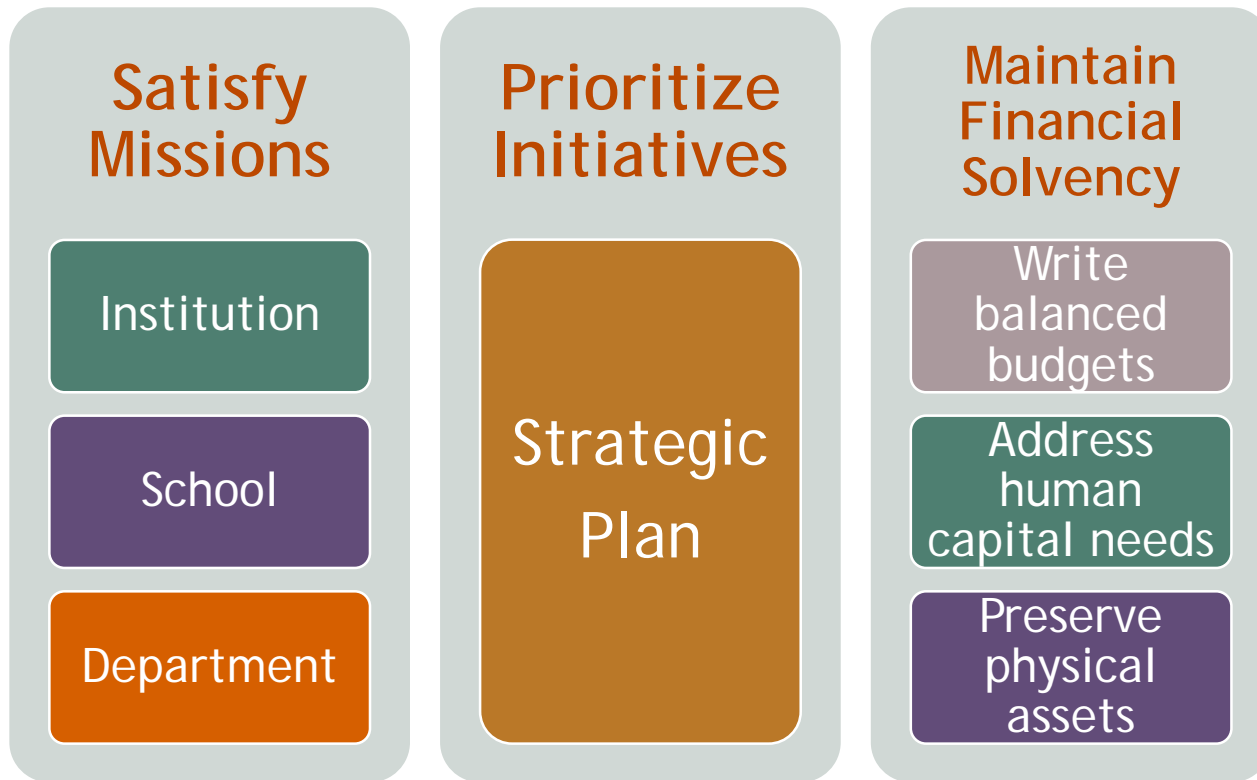 Satisfy
Missions
Institution
School
Department
Prioritize
Initiatives
Strategic
Plan
Maintain
Financial
Solvency
Write
balanced
budgets
Address
human
capital needs
Preserve
physical
assets